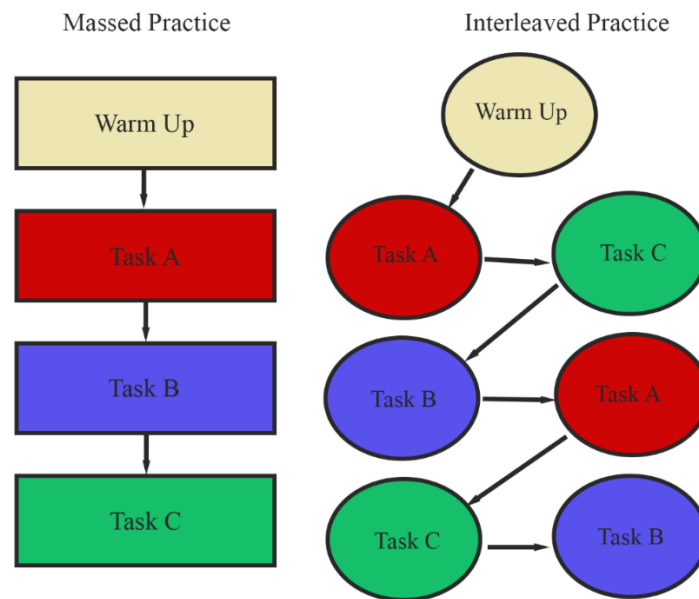 Massed Practice
Warm Up
Task A
Task B
Task C
Interleaved Practice
Warm Up
Task A
Task C
Task B
Task A
Task C
Task B